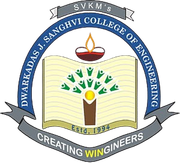 SVKM's
DWARKADAS J. SANGHVI COLLEGE OF ENGINEERING
Estd. 1994
CREATING WINGINEERS